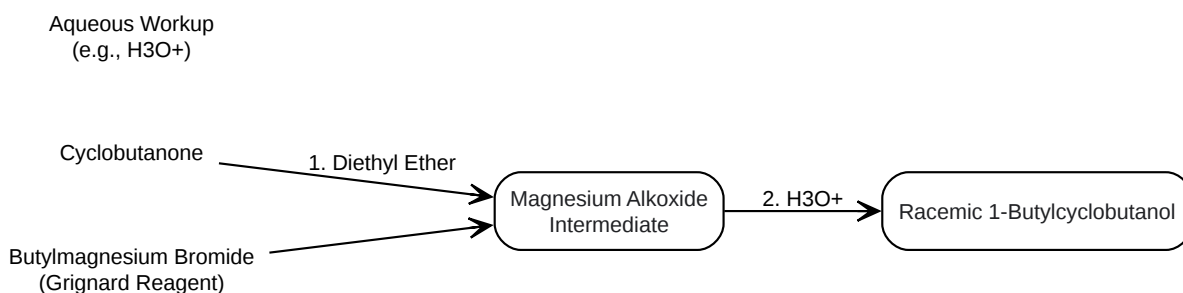 Aqueous Workup
(e.g., H3O+)
Cyclobutanone
1. Diethyl Ether
Magnesium Alkoxide
Intermediate
2. H3O+
Racemic 1-Butylcyclobutanol
Butylmagnesium Bromide
(Grignard Reagent)